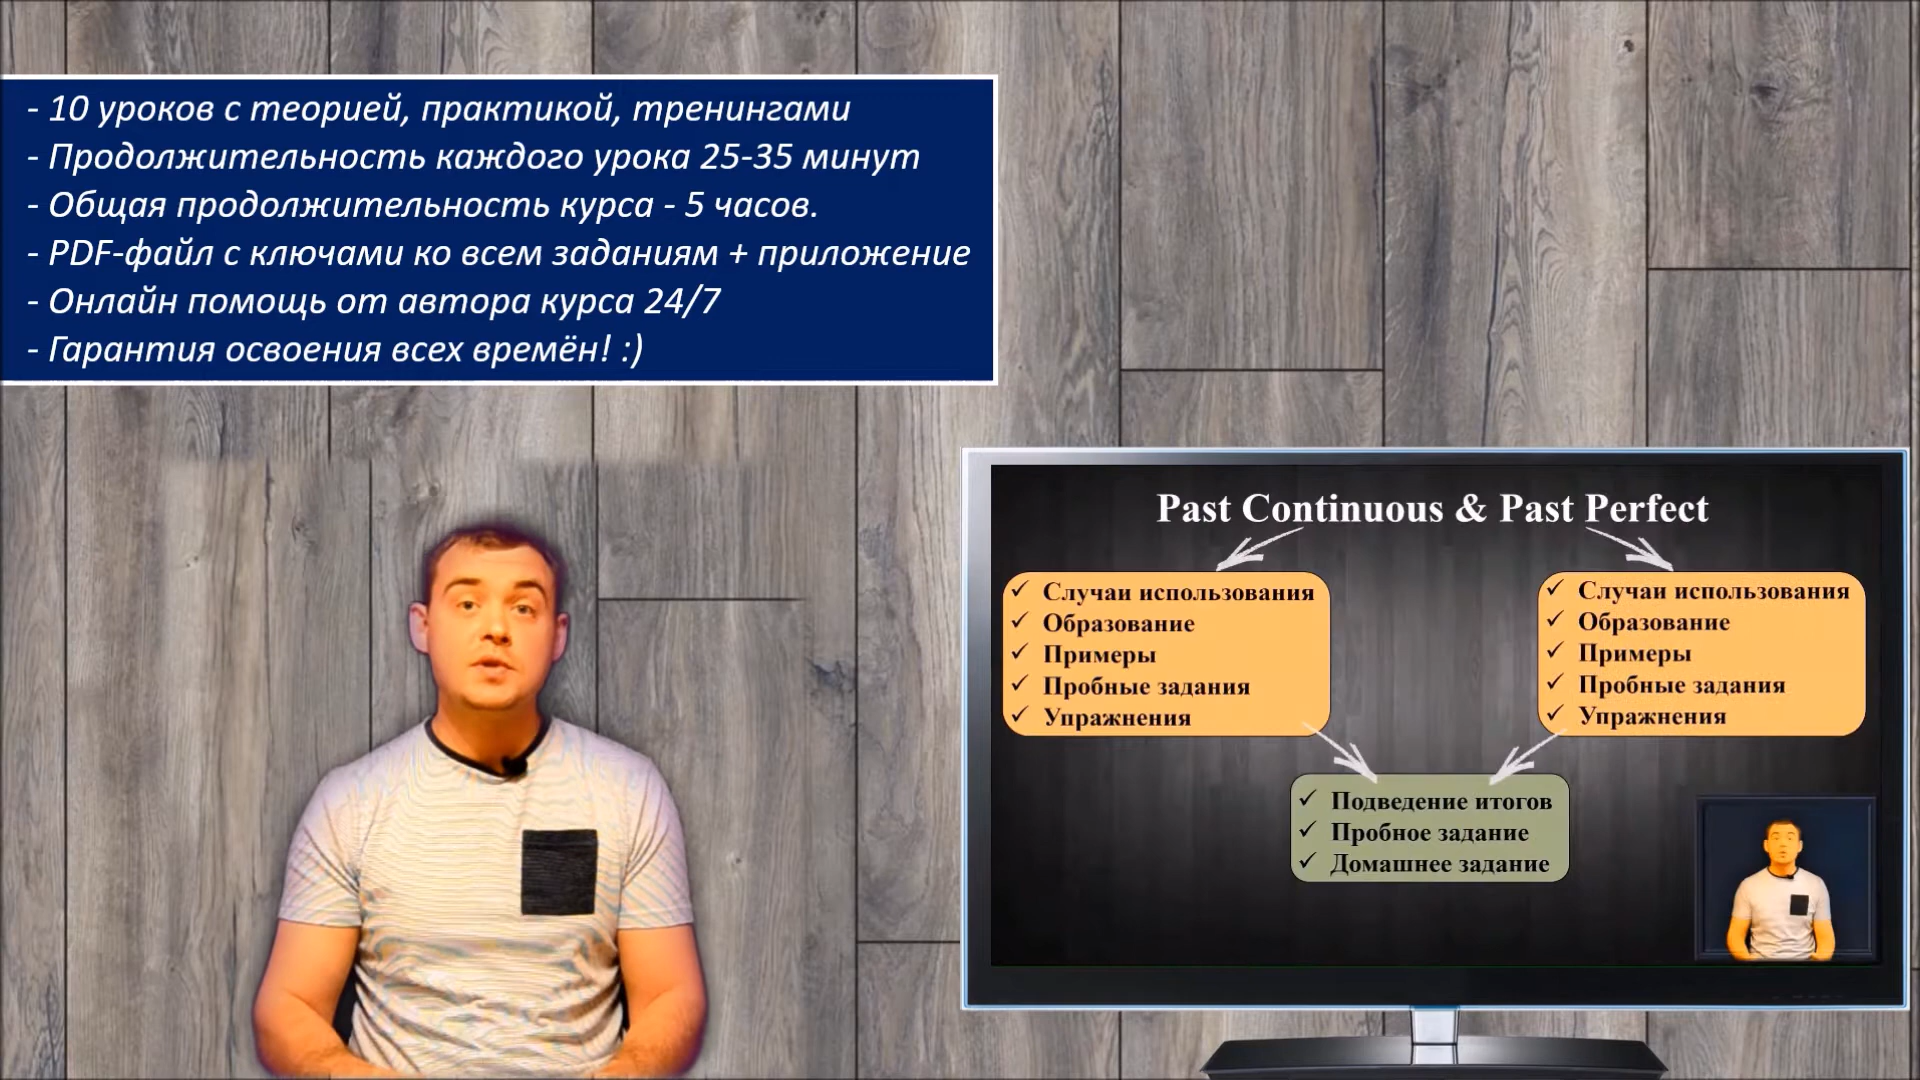 - 10 уроков с теорией, практикой, тренингами
- Продолжительность каждого урока 25-35 минут
- Общая продолжительность курса - 5 часов.
- PDF-файл с ключами ко всем заданиям + приложение
- Онлайн помощь от автора курса 24/7
- Гарантия освоения всех времён! :)
Past Continuous & Past Perfect
✓ Случаи использования
✓ Образование
✓ Примеры
✓ Пробные задания
✓ Упражнения
✓ Случаи использования
✓ Образование
✓ Примеры
✓ Пробные задания
✓ Упражнения
✓ Подведение итогов
✓ Пробное задание
✓ Домашнее задание